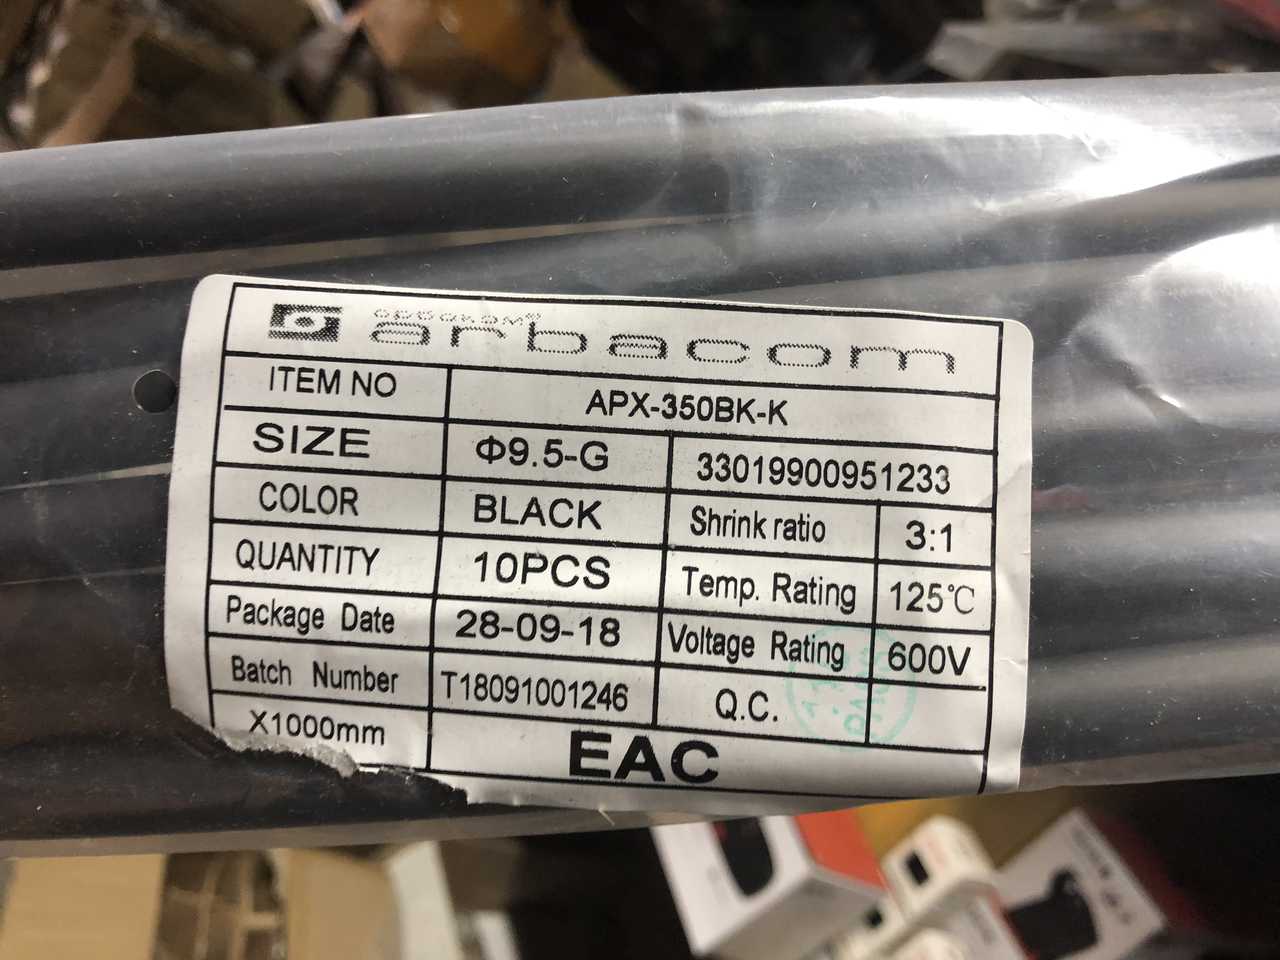 арбаком®
arbacom
ITEM NO APX-350BK-K
SIZE Φ9.5-G 33019900951233
COLOR BLACK Shrink ratio 3:1
QUANTITY 10PCS Temp. Rating 125℃
Package Date 28-09-18 Voltage Rating 600V
Batch Number T18091001246 Q.C.
X1000mm EAC